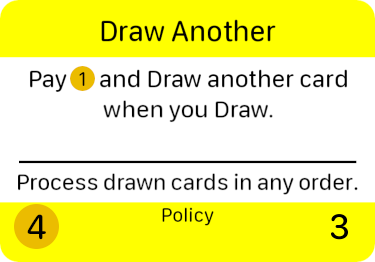 Draw Another
Pay 1 and Draw another card
when you Draw.
Process drawn cards in any order.
Policy
4
3